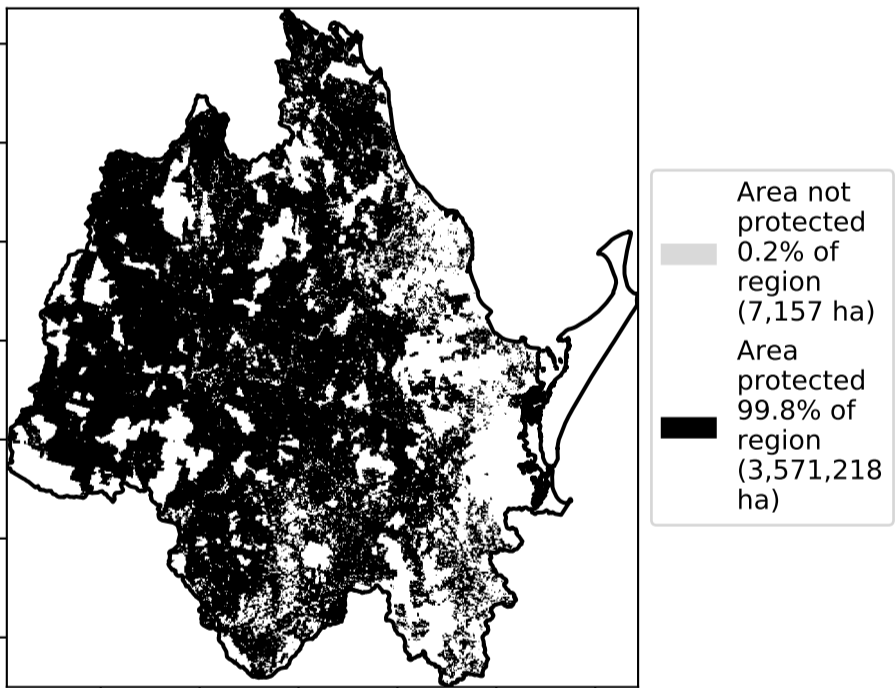 Area not
protected
0.2% of
region
(7,157 ha)
Area
protected
99.8% of
region
(3,571,218
ha)